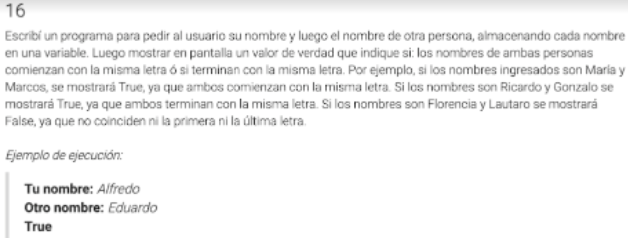 16
Escribí un programa para pedir al usuario su nombre y luego el nombre de otra persona, almacenando cada nombre
en una variable. Luego mostrar en pantalla un valor de verdad que indique si: los nombres de ambas personas
comienzan con la misma letra ó si terminan con la misma letra. Por ejemplo, si los nombres ingresados son María y
Marcos, se mostrará True, ya que ambos comienzan con la misma letra. Si los nombres son Ricardo y Gonzalo se
mostrará True, ya que ambos terminan con la misma letra. Si los nombres son Florencia y Lautaro se mostrará
False, ya que no coinciden ni la primera ni la última letra.
Ejemplo de ejecución:
Tu nombre: Alfredo
Otro nombre: Eduardo
True